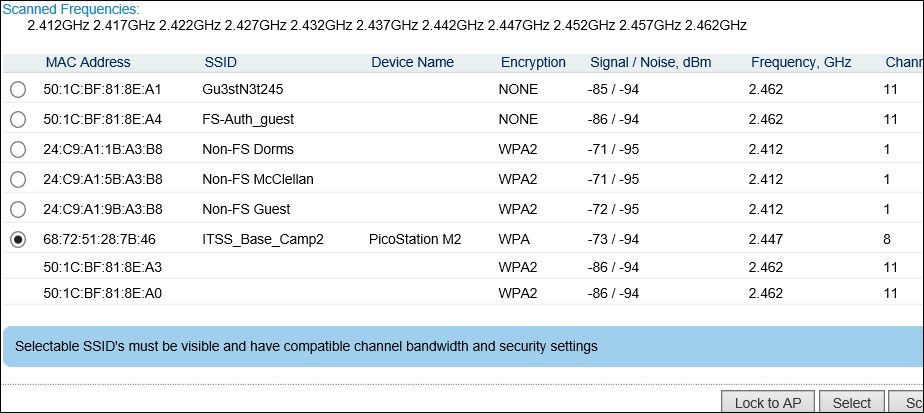 Scanned Frequencies:
2.412GHz 2.417GHz 2.422GHz 2.427GHz 2.432GHz 2.437GHz 2.442GHz 2.447GHz 2.452GHz 2.457GHz 2.462GHz
MAC Address SSID Device Name Encryption Signal / Noise, dBm Frequency, GHz Chann
50:1C:BF:81:8E:A1 Gu3stN3t245 NONE -85 / -94 2.462 11
50:1C:BF:81:8E:A4 FS-Auth_guest NONE -86 / -94 2.462 11
24:C9:A1:1B:A3:B8 Non-FS Dorms WPA2 -71 / -95 2.412 1
24:C9:A1:5B:A3:B8 Non-FS McClellan WPA2 -71 / -95 2.412 1
24:C9:A1:9B:A3:B8 Non-FS Guest WPA2 -72 / -95 2.412 1
68:72:51:28:7B:46 ITSS_Base_Camp2 PicoStation M2 WPA -73 / -94 2.447 8
50:1C:BF:81:8E:A3 WPA2 -86 / -94 2.462 11
50:1C:BF:81:8E:A0 WPA2 -86 / -94 2.462 11
Selectable SSID's must be visible and have compatible channel bandwidth and security settings
Lock to AP Select Sc